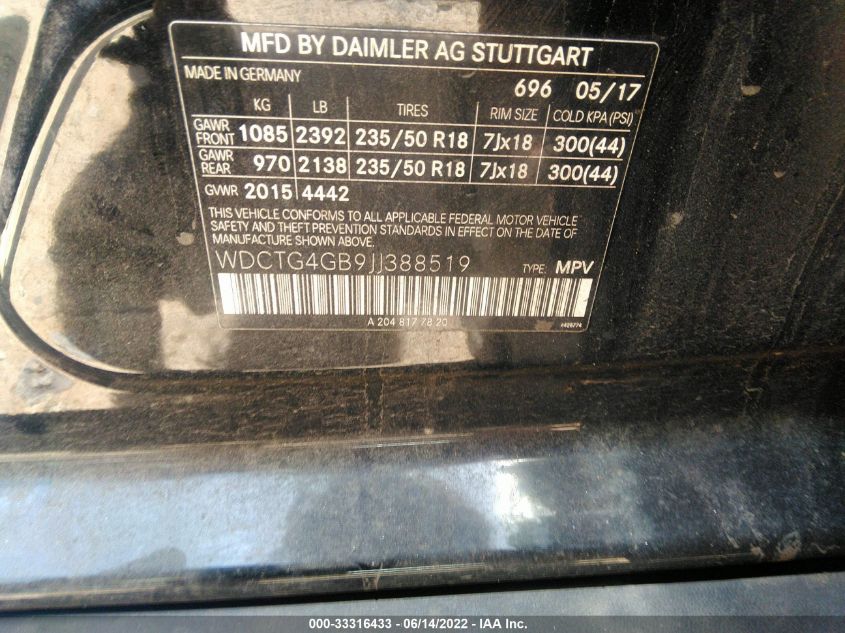 MFD BY DAIMLER AG STUTTGART
MADE IN GERMANY 696 05/17
KG LB TIRES RIM SIZE COLD KPA (PSI)
GAWR FRONT 1085 2392 235/50 R18 7Jx18 300(44)
GAWR REAR 970 2138 235/50 R18 7Jx18 300(44)
GVWR 2015 4442
THIS VEHICLE CONFORMS TO ALL APPLICABLE FEDERAL MOTOR VEHICLE
SAFETY AND THEFT PREVENTION STANDARDS IN EFFECT ON THE DATE OF
MANUFACTURE SHOWN ABOVE.
WDCTG4GB9JJ388519 TYPE: MPV
A 204 817 78 20
000-33316433 - 06/14/2022 - IAA Inc.